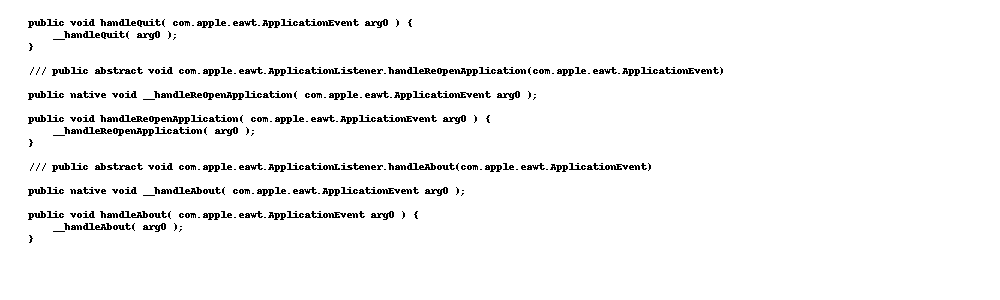 public void handleQuit( com.apple.eawt.ApplicationEvent arg0 ) {
__handleQuit( arg0 );
}
/// public abstract void com.apple.eawt.ApplicationListener.handleReOpenApplication(com.apple.eawt.ApplicationEvent)
public native void __handleReOpenApplication( com.apple.eawt.ApplicationEvent arg0 );
public void handleReOpenApplication( com.apple.eawt.ApplicationEvent arg0 ) {
__handleReOpenApplication( arg0 );
}
/// public abstract void com.apple.eawt.ApplicationListener.handleAbout(com.apple.eawt.ApplicationEvent)
public native void __handleAbout( com.apple.eawt.ApplicationEvent arg0 );
public void handleAbout( com.apple.eawt.ApplicationEvent arg0 ) {
__handleAbout( arg0 );
}